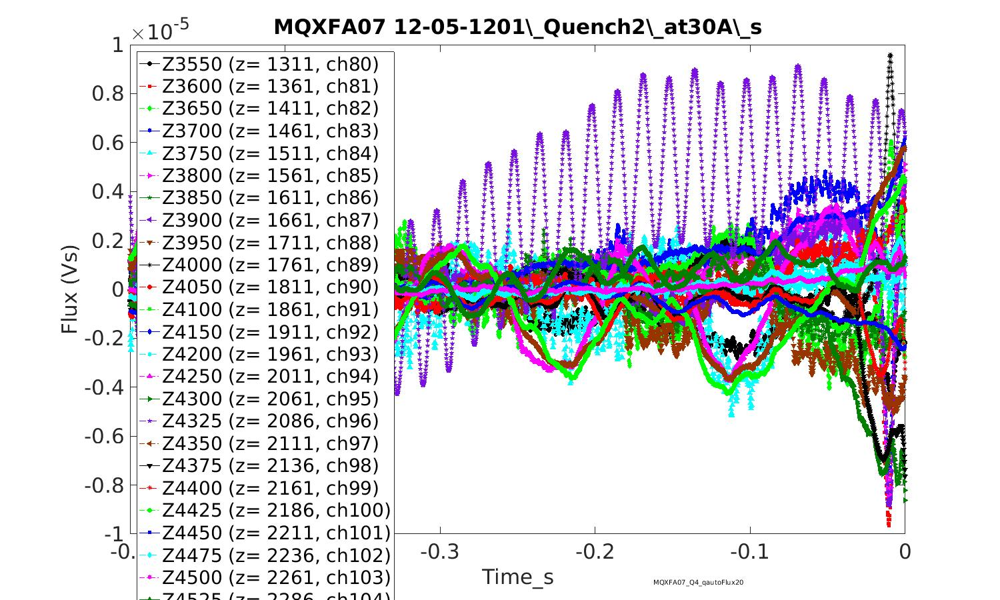 MQXFA07 12-05-1201\_Quench2\_at30A\_s
×10-5
1
0.8
0.6
0.4
0.2
0
-0.2
-0.4
-0.6
-0.8
-1
Flux (Vs)
Z3550 (z= 1311, ch80)
Z3600 (z= 1361, ch81)
Z3650 (z= 1411, ch82)
Z3700 (z= 1461, ch83)
Z3750 (z= 1511, ch84)
Z3800 (z= 1561, ch85)
Z3850 (z= 1611, ch86)
Z3900 (z= 1661, ch87)
Z3950 (z= 1711, ch88)
Z4000 (z= 1761, ch89)
Z4050 (z= 1811, ch90)
Z4100 (z= 1861, ch91)
Z4150 (z= 1911, ch92)
Z4200 (z= 1961, ch93)
Z4250 (z= 2011, ch94)
Z4300 (z= 2061, ch95)
Z4325 (z= 2086, ch96)
Z4350 (z= 2111, ch97)
Z4375 (z= 2136, ch98)
Z4400 (z= 2161, ch99)
Z4425 (z= 2186, ch100)
Z4450 (z= 2211, ch101)
Z4475 (z= 2236, ch102)
Z4500 (z= 2261, ch103)
Z4525 (z= 2286, ch104)
-0. -0.3 -0.2 -0.1 0
Time_s
MQXFA07_Q4_qautoFlux20